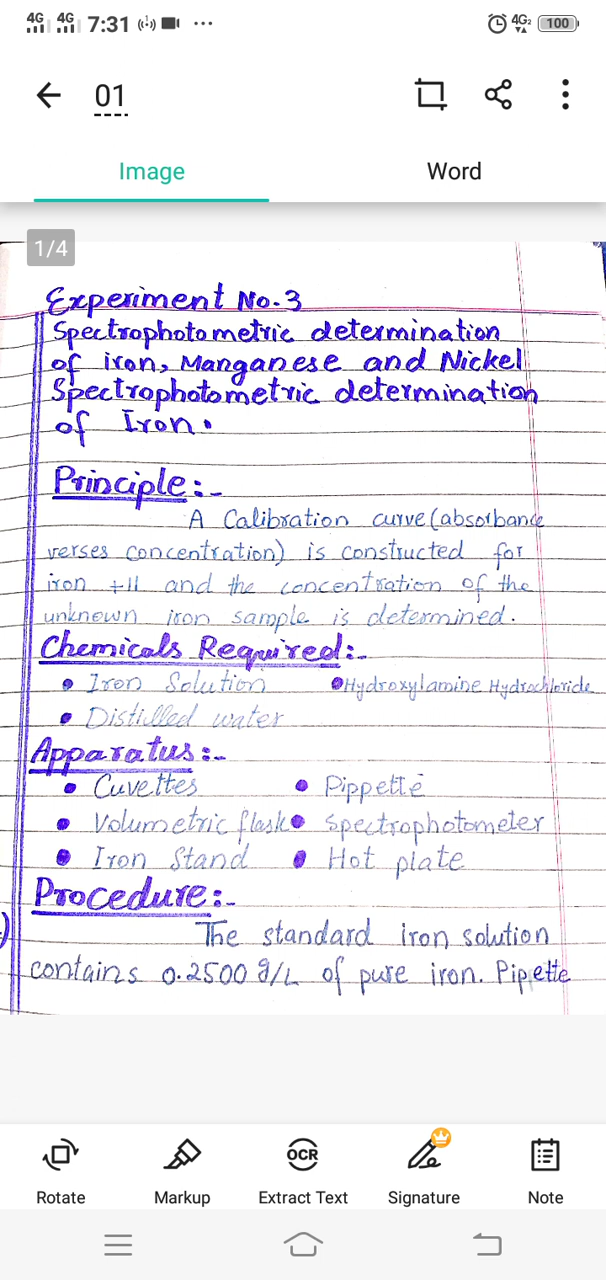 4G 4G 7:31 ... 4G2 100
01
Image Word
1/4
Experiment No.3
Spectrophotometric determination
of iron, Manganese and Nickel
Spectrophotometric determination
of Iron.
Principle:-
A Calibration curve (absorbance
verses concentration) is constructed for
iron +II and the concentration of the
unknown iron sample is determined.
Chemicals Required:-
• Iron Solution • Hydroxylamine Hydrochloride
• Distilled water
Apparatus:-
• Cuvettes • Pippette
• Volumetric flask • Spectrophotometer
• Iron Stand • Hot plate
Procedure:-
The standard iron solution
contains 0.2500 g/L of pure iron. Pipette
OCR
Rotate Markup Extract Text Signature Note